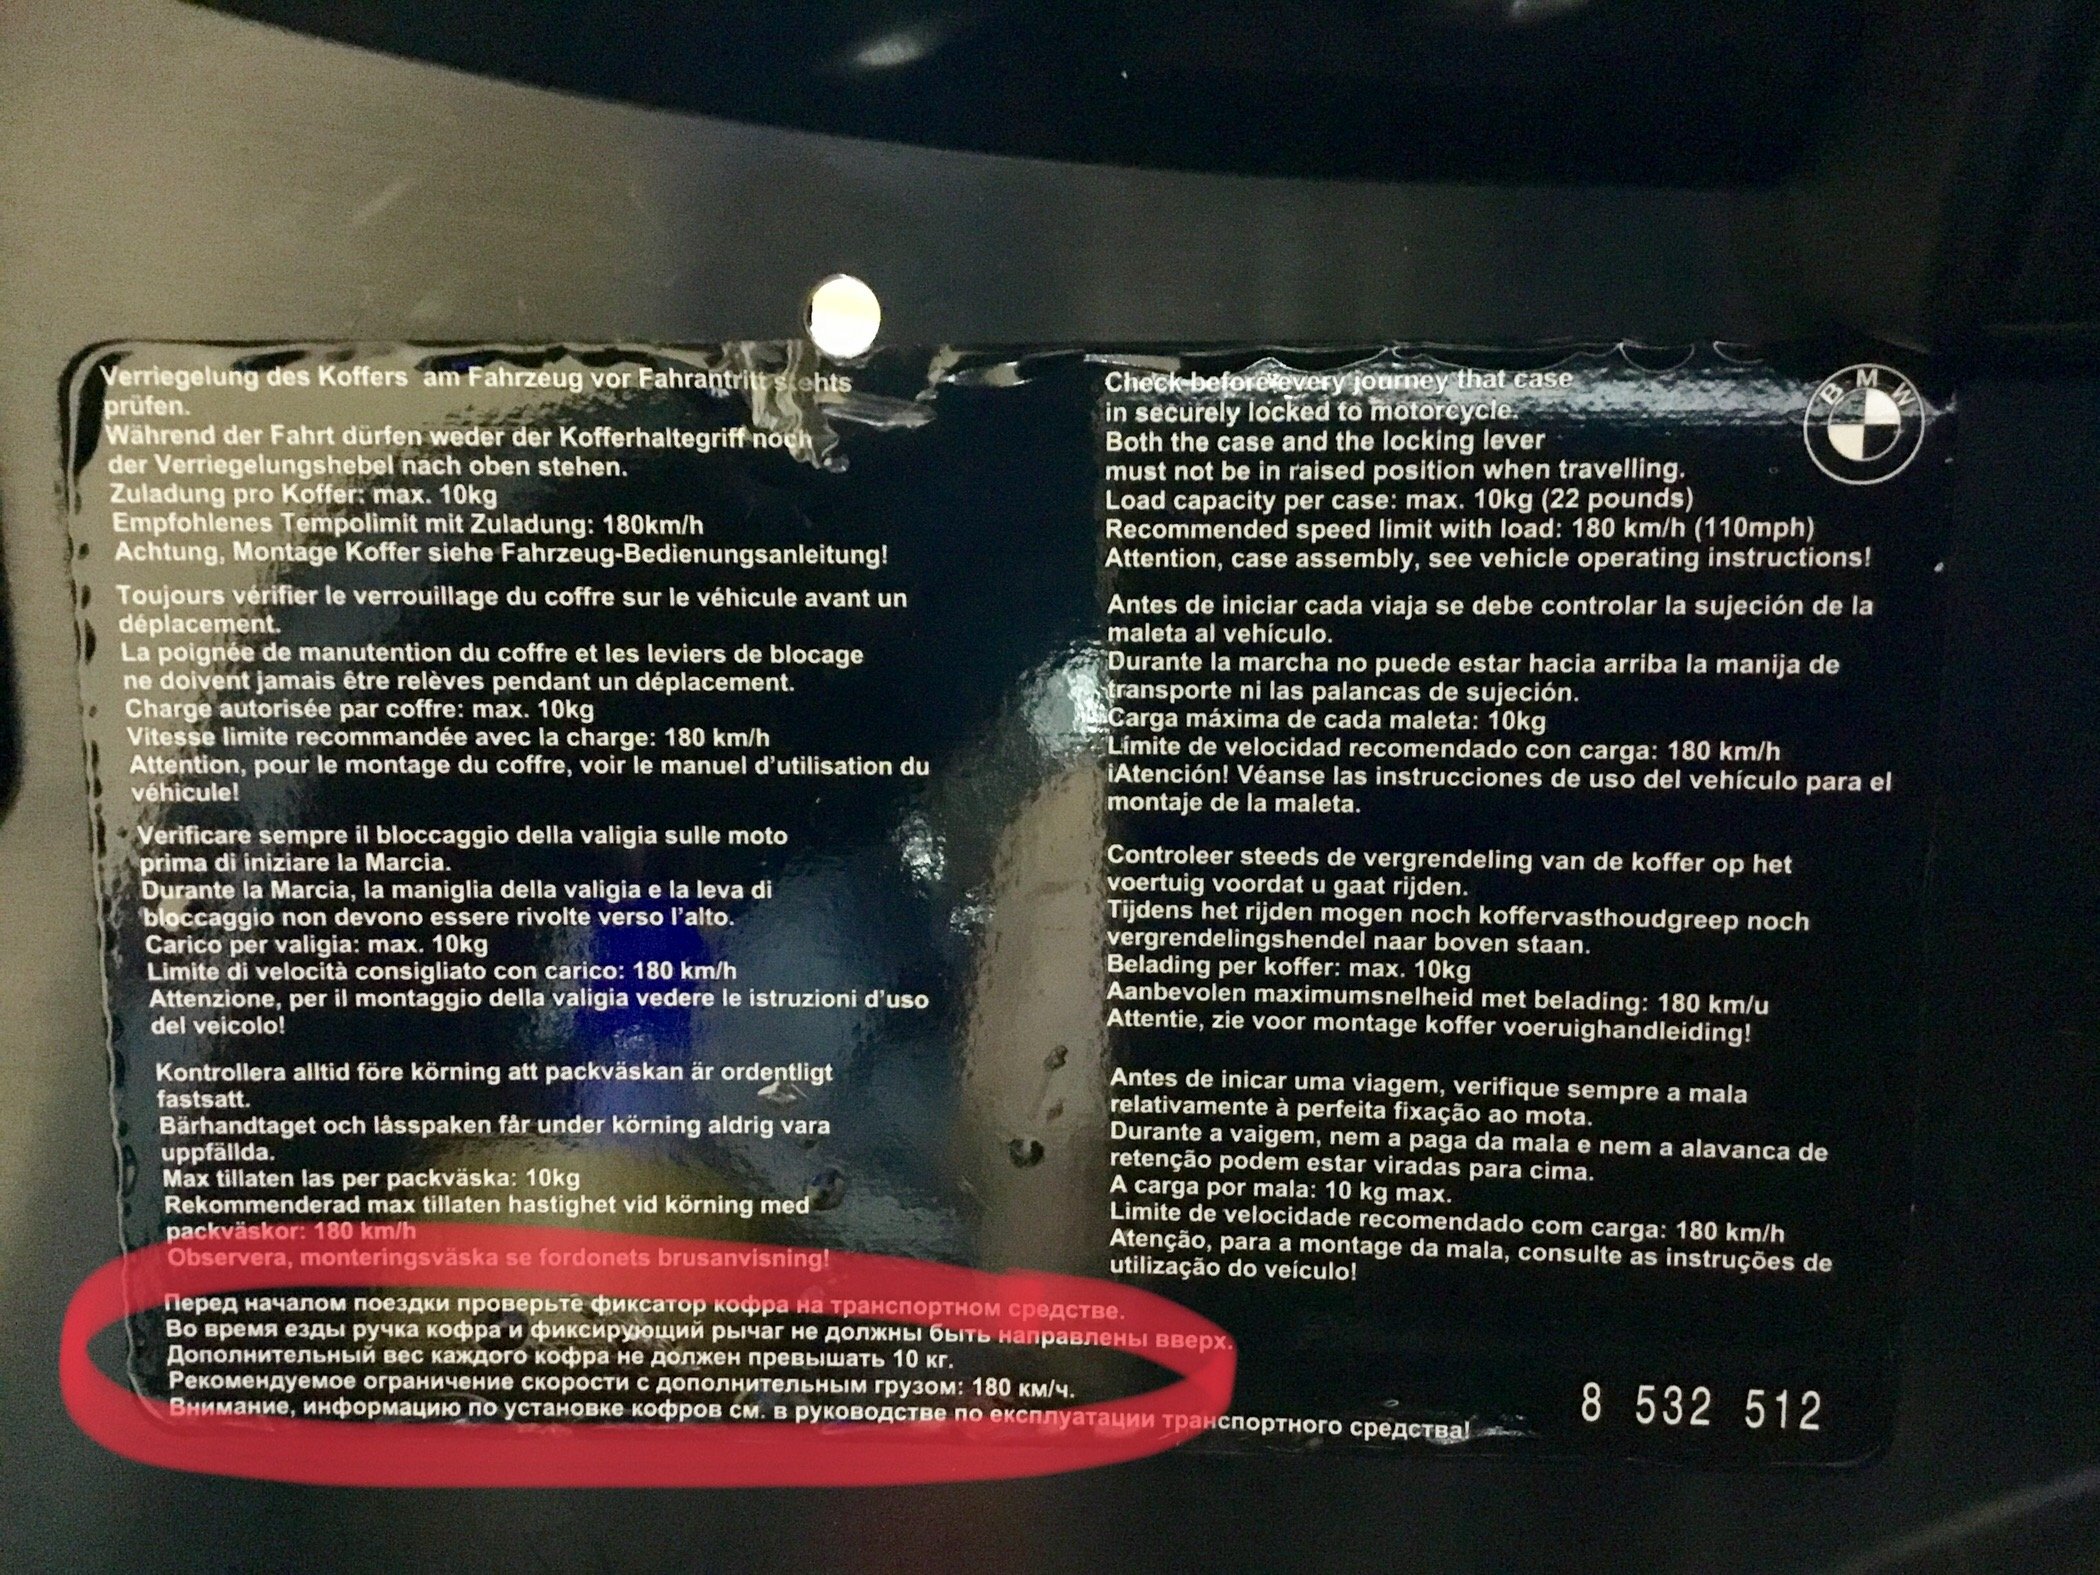 Verriegelung des Koffers am Fahrzeug vor Fahrantritt stehts
prüfen.
Während der Fahrt dürfen weder der Kofferhaltegriff noch
der Verriegelungshebel nach oben stehen.
Zuladung pro Koffer: max. 10kg
Empfohlenes Tempolimit mit Zuladung: 180km/h
Achtung, Montage Koffer siehe Fahrzeug-Bedienungsanleitung!
Toujours vérifier le verrouillage du coffre sur le véhicule avant un
déplacement.
La poignée de manutention du coffre et les leviers de blocage
ne doivent jamais être relèves pendant un déplacement.
Charge autorisée par coffre: max. 10kg
Vitesse limite recommandée avec la charge: 180 km/h
Attention, pour le montage du coffre, voir le manuel d'utilisation du
véhicule!
Verificare sempre il bloccaggio della valigia sulle moto
prima di iniziare la Marcia.
Durante la Marcia, la maniglia della valigia e la leva di
bloccaggio non devono essere rivolte verso l'alto.
Carico per valigia: max. 10kg
Limite di velocità consigliato con carico: 180 km/h
Attenzione, per il montaggio della valigia vedere le istruzioni d'uso
del veicolo!
Kontrollera alltid före körning att packväskan är ordentligt
fastsatt.
Bärhandtaget och låsspaken får under körning aldrig vara
uppfällda.
Max tillaten las per packväska: 10kg
Rekommenderad max tillaten hastighet vid körning med
packväskor: 180 km/h
Observera, monteringsväska se fordonets brusanvisning!
Перед началом поездки проверьте фиксатор кофра на транспортном средстве.
Во время езды ручка кофра и фиксирующий рычаг не должны быть направлены вверх.
Дополнительный вес каждого кофра не должен превышать 10 кг.
Рекомендуемое ограничение скорости с дополнительным грузом: 180 км/ч.
Внимание, информацию по установке кофров см. в руководстве по експлуатации транспортного средства!
Check before every journey that case
in securely locked to motorcycle.
Both the case and the locking lever
must not be in raised position when travelling.
Load capacity per case: max. 10kg (22 pounds)
Recommended speed limit with load: 180 km/h (110mph)
Attention, case assembly, see vehicle operating instructions!
BMW
Antes de iniciar cada viaja se debe controlar la sujeción de la
maleta al vehículo.
Durante la marcha no puede estar hacia arriba la manija de
transporte ni las palancas de sujeción.
Carga máxima de cada maleta: 10kg
Límite de velocidad recomendado con carga: 180 km/h
¡Atención! Véanse las instrucciones de uso del vehículo para el
montaje de la maleta.
Controleer steeds de vergrendeling van de koffer op het
voertuig voordat u gaat rijden.
Tijdens het rijden mogen noch koffervasthoudgreep noch
vergrendelingshendel naar boven staan.
Belading per koffer: max. 10kg
Aanbevolen maximumsnelheid met belading: 180 km/u
Attentie, zie voor montage koffer voeruighandleiding!
Antes de inicar uma viagem, verifique sempre a mala
relativamente à perfeita fixação ao mota.
Durante a vaigem, nem a paga da mala e nem a alavanca de
retenção podem estar viradas para cima.
A carga por mala: 10 kg max.
Limite de velocidade recomendado com carga: 180 km/h
Atenção, para a montage da mala, consulte as instruções de
utilização do veículo!
8 532 512